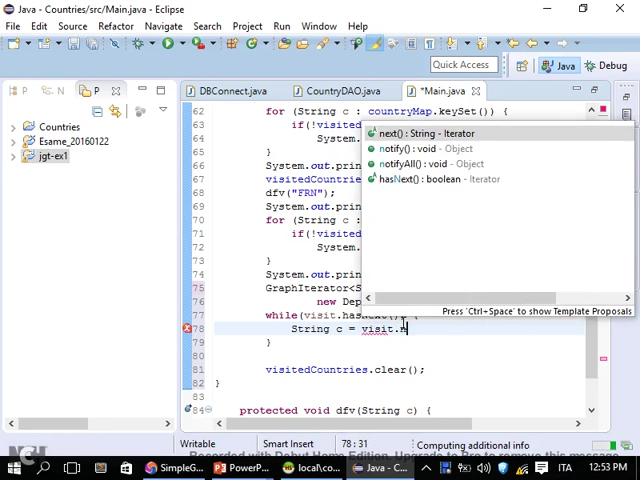 Java - Countries/src/Main.java - Eclipse
File Edit Source Refactor Navigate Search Project Run Window Help
Quick Access Java Debug
P N P DBConnect.java CountryDAO.java *Main.java
Countries
Esame_20160122
jgt-ex1
62 for (String c : countryMap.keySet()) {
63 if(!visited
64 System.
65 }
66 System.out.prin
67 visitedCountries
68 dfv("FRN");
69 for (String c :
70 if(!visited
71 System.
72 }
73
74 System.out.prin
75 GraphIterator<S
76 new Dep
77 while(visit.hasNext()) {
78 String c = visit.n
79 }
80
81 visitedCountries.clear();
82 }
83
84 protected void dfv(String c) {
next() : String - Iterator
notify() : void - Object
notifyAll() : void - Object
hasNext() : boolean - Iterator
Press 'Ctrl+Space' to show Template Proposals
Writable Smart Insert 78 : 31 Computing additional info
NCH
Recorded with Debut Home Edition. Upgrade to Pro to remove this message
SimpleG... PowerP... local\co... Java - C... ITA 12:53 PM